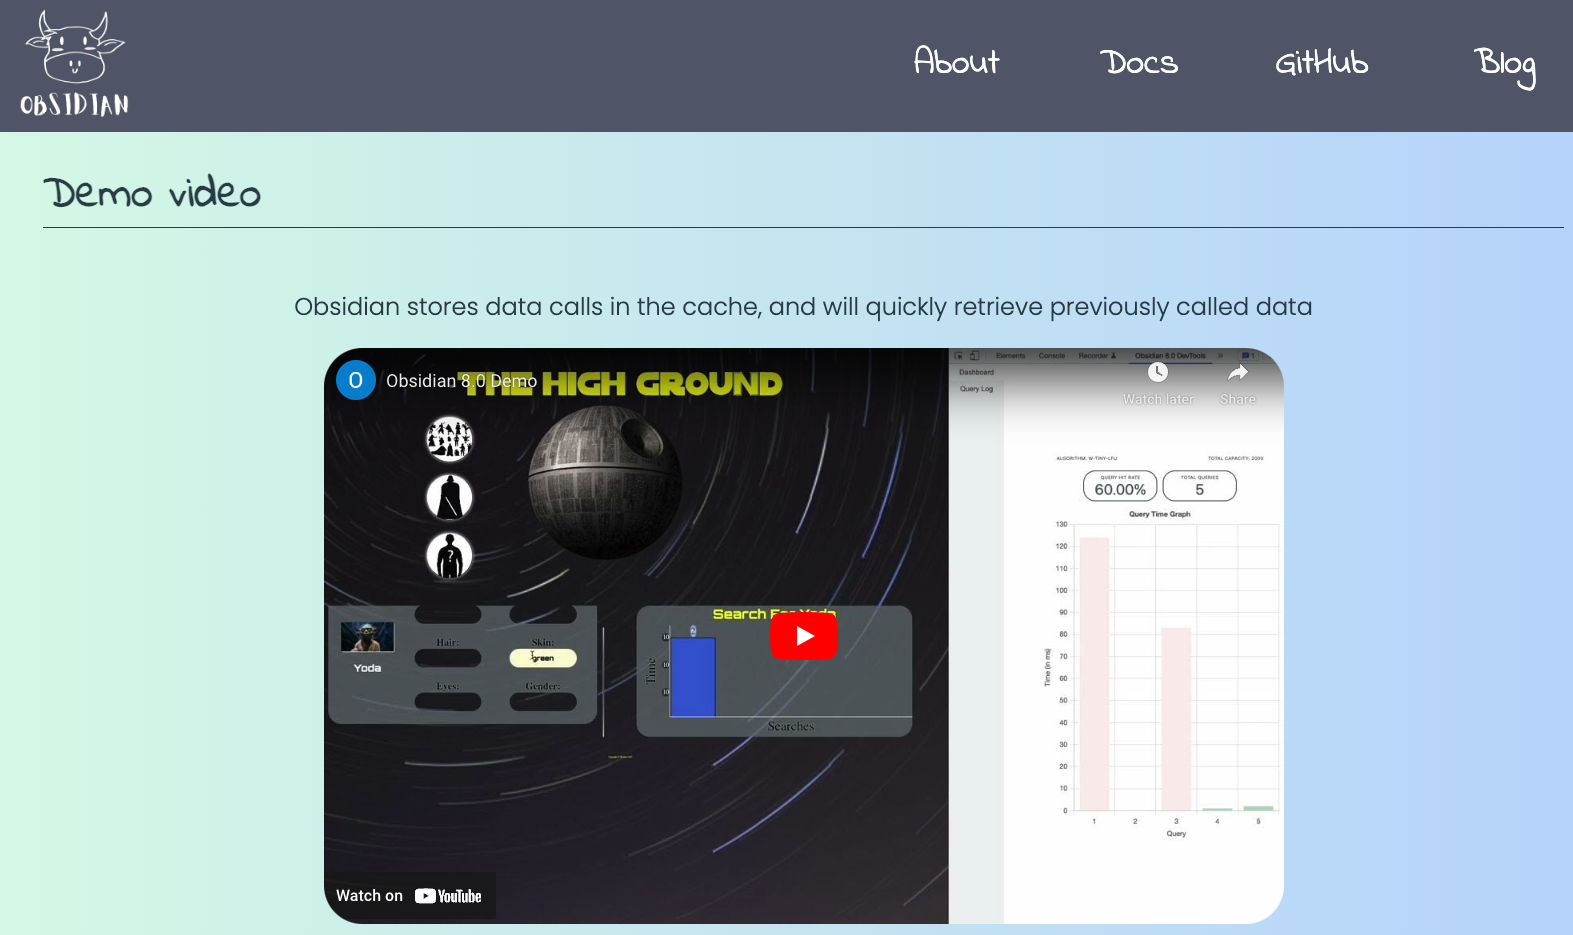 OBSIDIAN
About
Docs
GitHub
Blog
Demo video
Obsidian stores data calls in the cache, and will quickly retrieve previously called data
O
Obsidian 8.0 Demo
THE HIGH GROUND
Elements
Console
Recorder
Obsidian 8.0 DevTools
»
1
Dashboard
Query Log
Watch later
Share
ALGORITHM: W-TINY-LFU
TOTAL CAPACITY: 2000
QUERY HIT RATE
60.00%
TOTAL QUERIES
5
Query Time Graph
130
120
110
100
90
80
70
60
50
40
30
20
10
0
Time (in ms)
1
2
3
4
5
Query
?
Yoda
Hair:
Skin:
green
Eyes:
Gender:
Search For Yoda
2
10
10
10
Time
Searches
Watch on YouTube